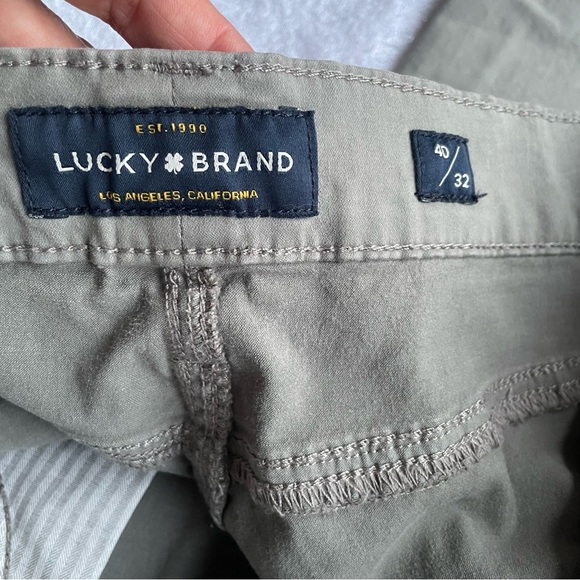 EST. 1990
LUCKY BRAND
LOS ANGELES, CALIFORNIA
40/32